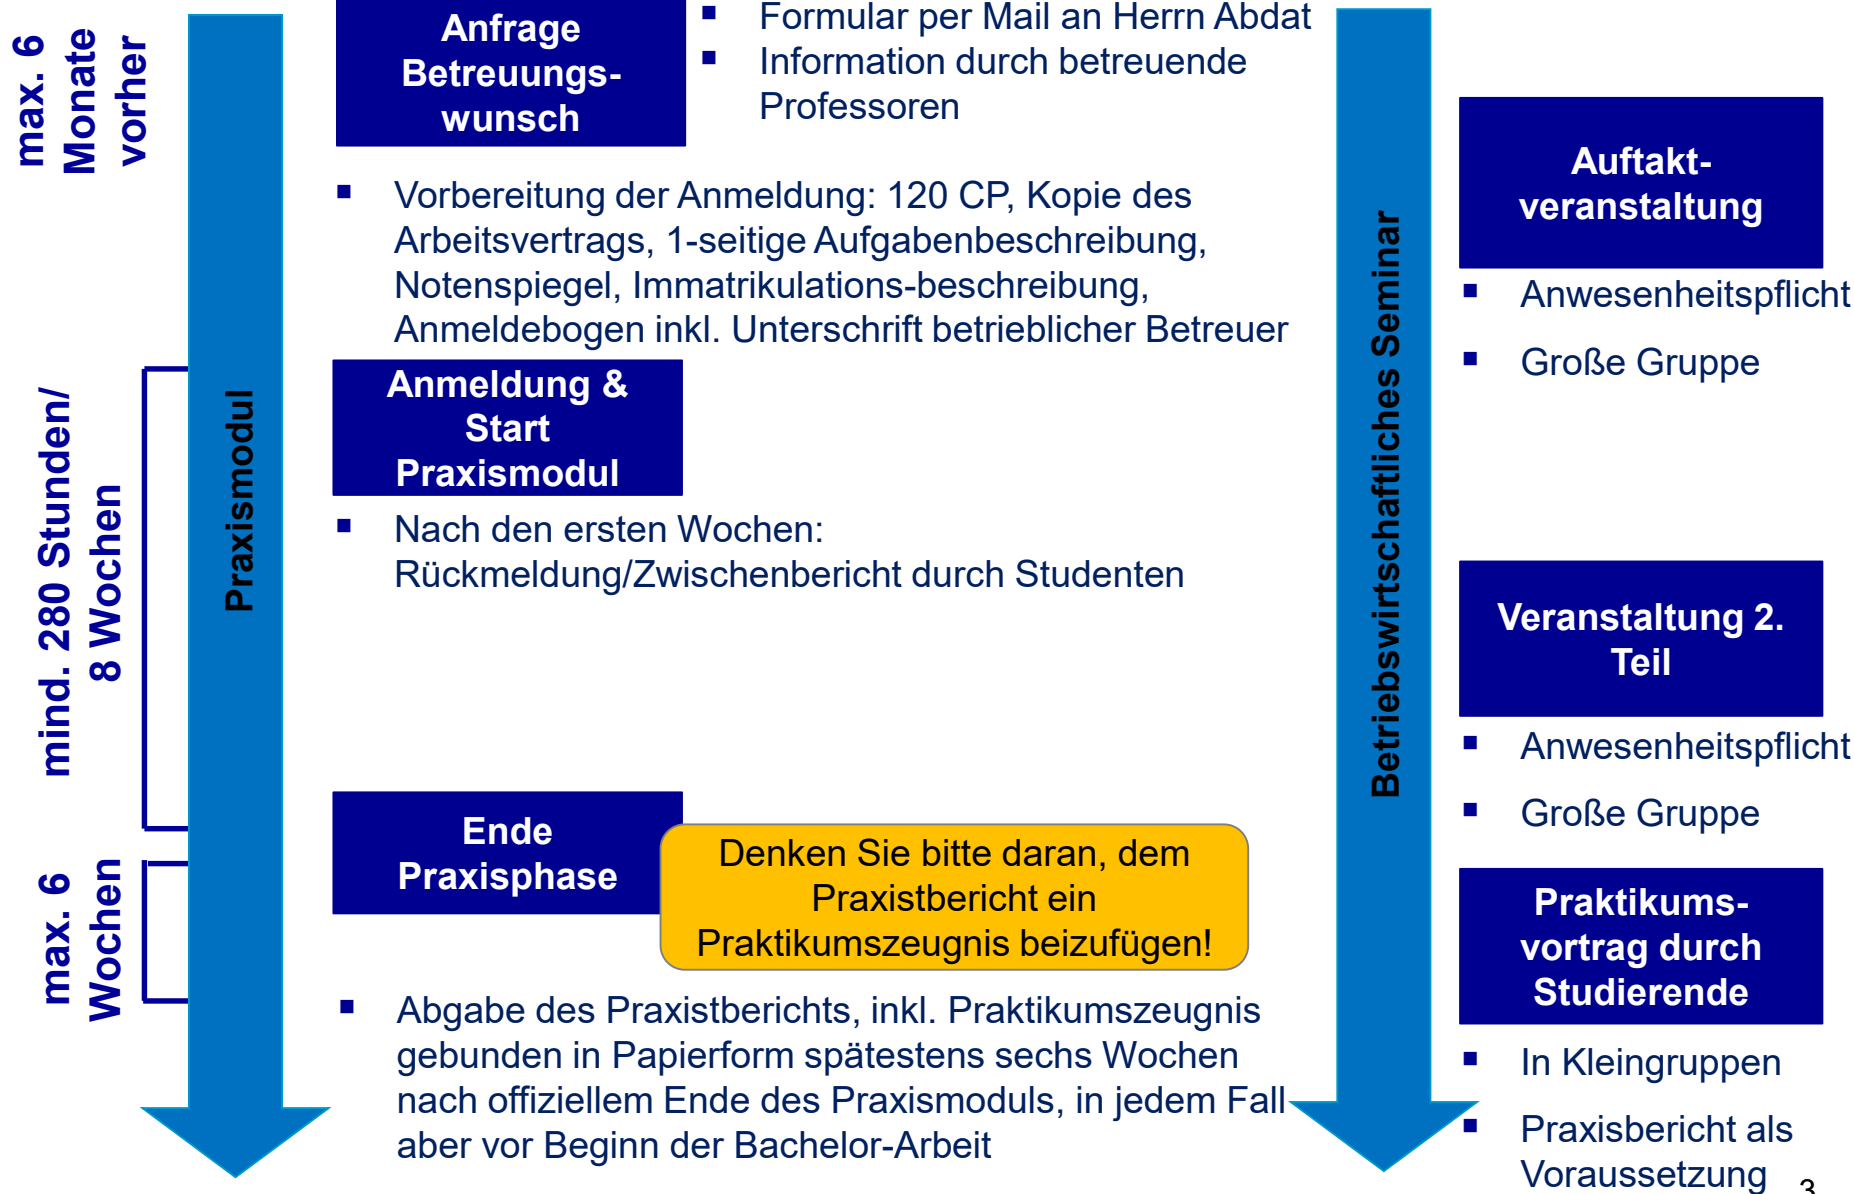 max. 6
Monate
vorher
Anfrage
Betreuungs-
wunsch
Formular per Mail an Herrn Abdat
Information durch betreuende
Professoren
Vorbereitung der Anmeldung: 120 CP, Kopie des
Arbeitsvertrags, 1-seitige Aufgabenbeschreibung,
Notenspiegel, Immatrikulations-beschreibung,
Anmeldebogen inkl. Unterschrift betrieblicher Betreuer
mind. 280 Stunden/
8 Wochen
Praxismodul
Anmeldung &
Start
Praxismodul
Nach den ersten Wochen:
Rückmeldung/Zwischenbericht durch Studenten
Ende
Praxisphase
Denken Sie bitte daran, dem
Praxistbericht ein
Praktikumszeugnis beizufügen!
max. 6
Wochen
Abgabe des Praxistberichts, inkl. Praktikumszeugnis
gebunden in Papierform spätestens sechs Wochen
nach offiziellem Ende des Praxismoduls, in jedem Fall
aber vor Beginn der Bachelor-Arbeit
Betriebswirtschaftliches Seminar
Auftakt-
veranstaltung
Anwesenheitspflicht
Große Gruppe
Veranstaltung 2.
Teil
Anwesenheitspflicht
Große Gruppe
Praktikums-
vortrag durch
Studierende
In Kleingruppen
Praxisbericht als
Voraussetzung
3